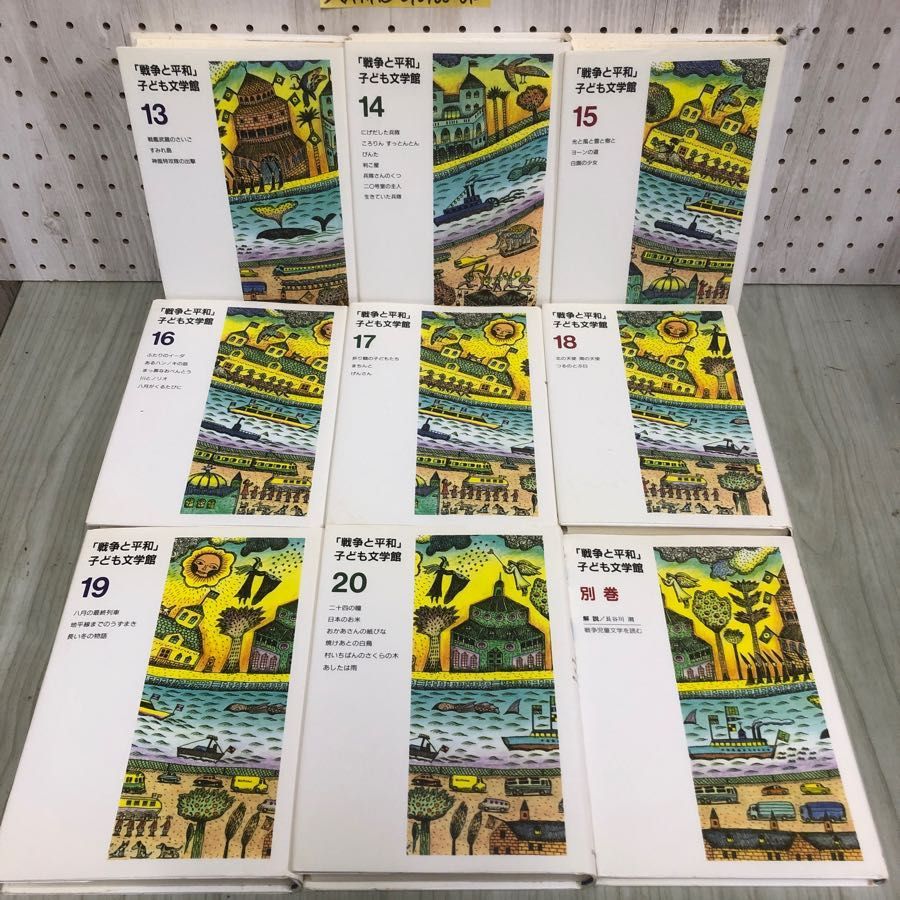 「戦争と平和」
子ども文学館
13
戦艦武蔵のさいご
すみれ島
神風特攻隊の出撃
「戦争と平和」
子ども文学館
14
にげだした兵隊
ころりん すっとんとん
ぴんた
兵隊さんのくつ
二〇号室の主人
生きていた兵隊
「戦争と平和」
子ども文学館
15
光と風と雲と樹と
ヨーンの道
白鳥の少女
「戦争と平和」
子ども文学館
16
ふたりのイーダ
あるハンノキの話
まっ黒なおべんとう
川とノリオ
八月がくるたびに
「戦争と平和」
子ども文学館
17
折り鶴の子どもたち
まちんと
げんさん
「戦争と平和」
子ども文学館
18
北の天使 南の天使
つるのとぶ日
「戦争と平和」
子ども文学館
19
八月の最終列車
地平線までのうずまき
長い冬の物語
「戦争と平和」
子ども文学館
20
二十四の瞳
日本のお米
おかあさんの紙びな
焼けあとの白鳥
村いちばんのさくらの木
あしたは雨
「戦争と平和」
子ども文学館
別巻
解説／長谷川 潮
戦争児童文学を読む